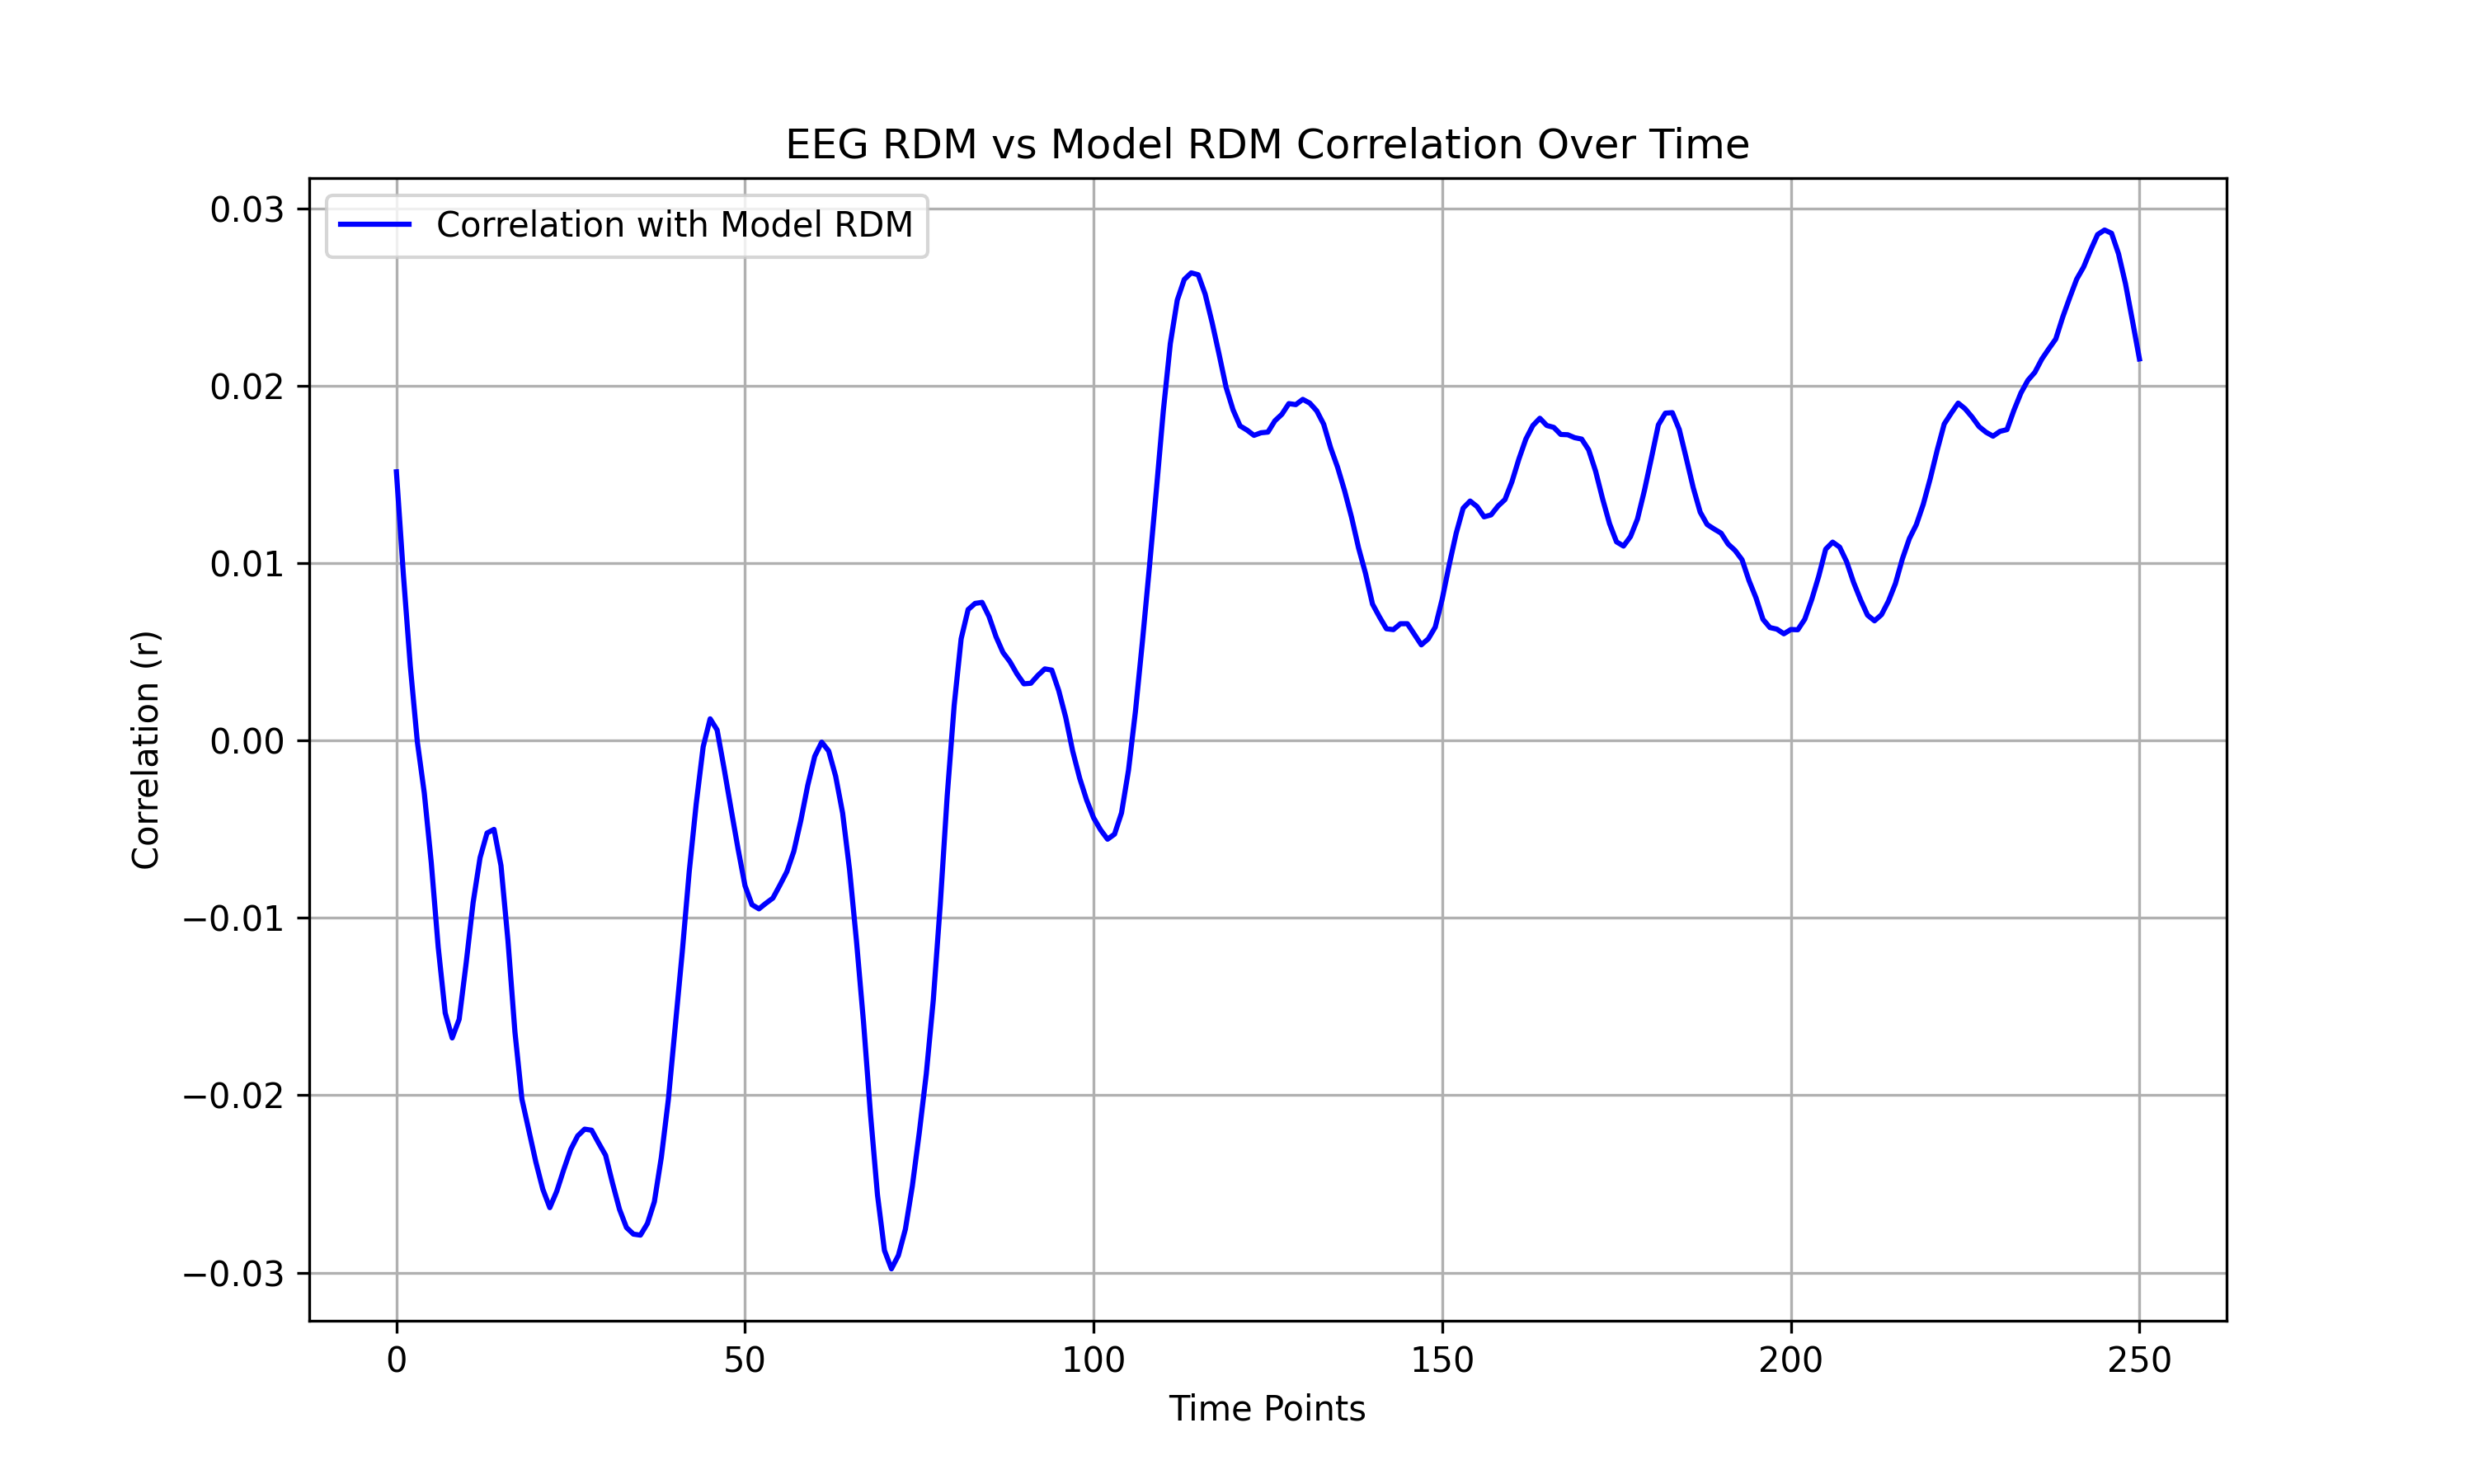 EEG RDM vs Model RDM Correlation Over Time
Correlation with Model RDM
Correlation (r)
0.03
0.02
0.01
0.00
−0.01
−0.02
−0.03
0 50 100 150 200 250
Time Points